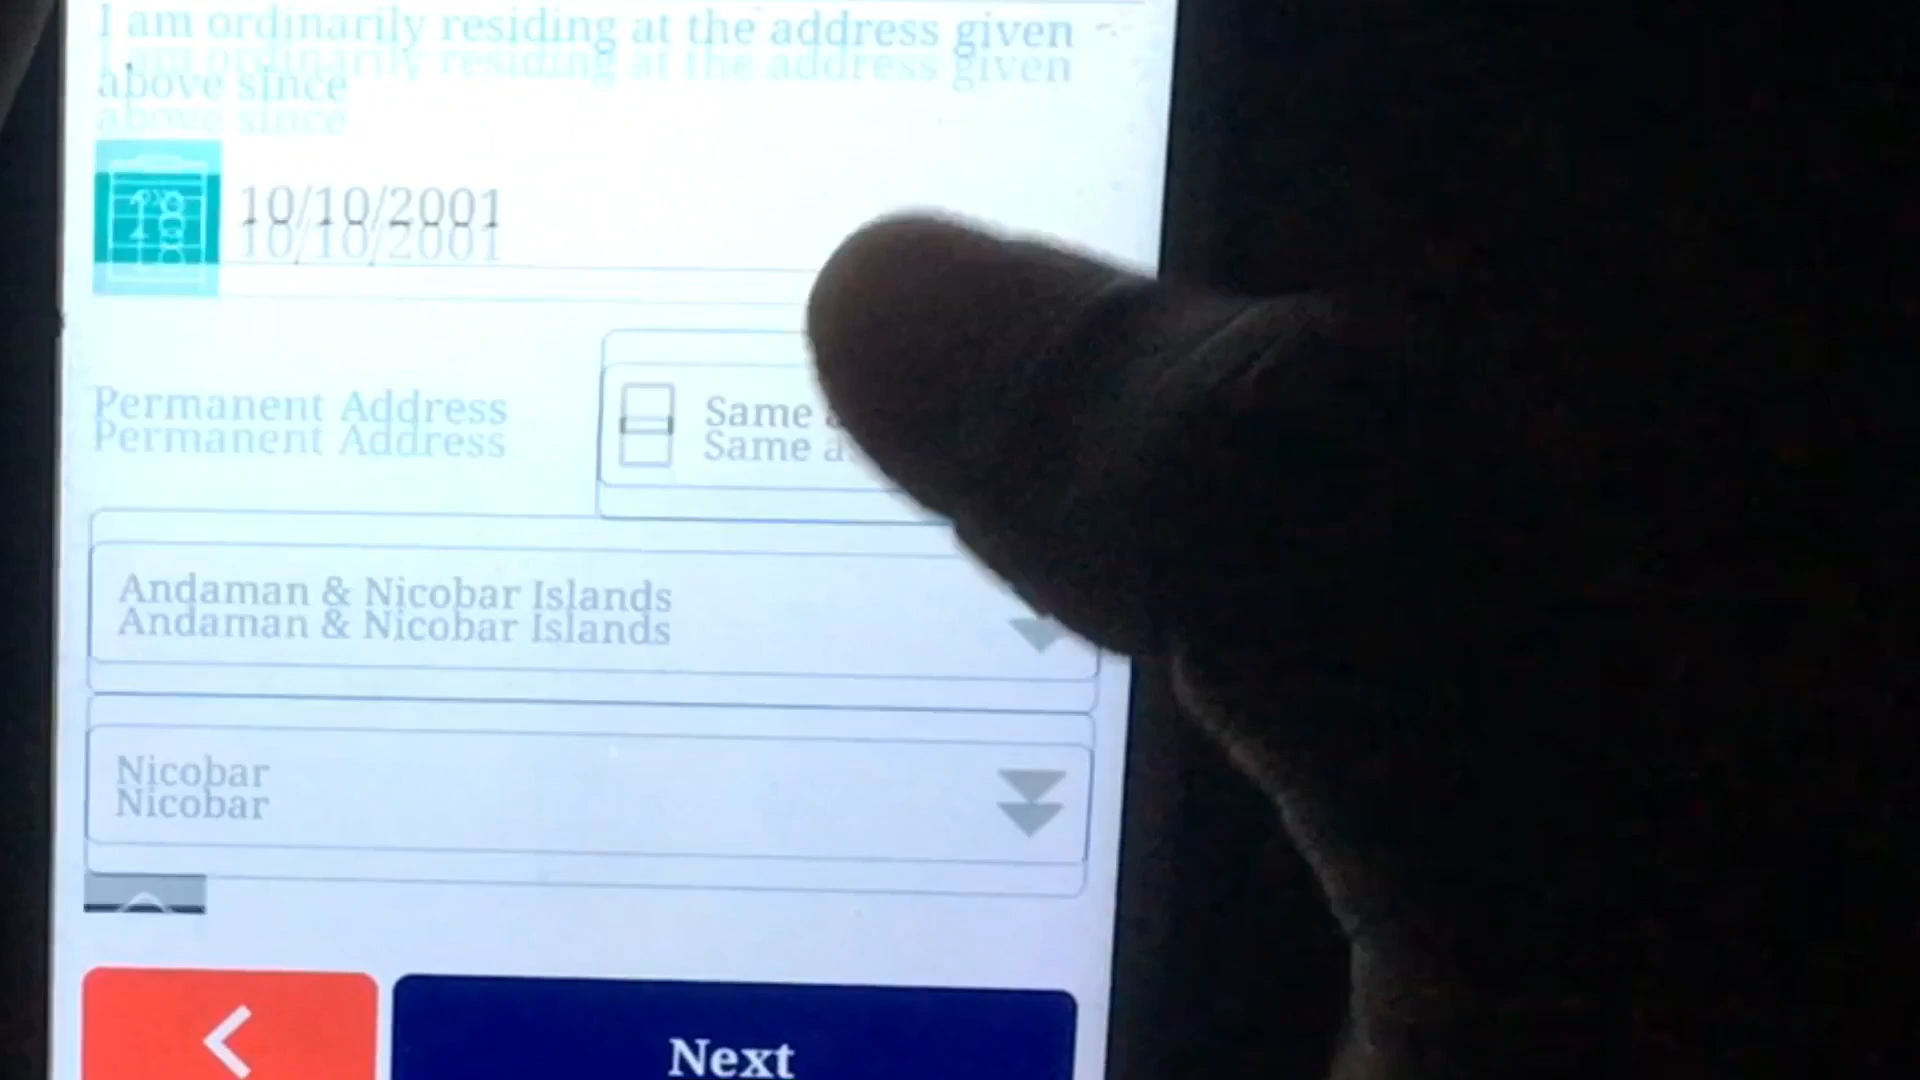 I am ordinarily residing at the address given
above since
10/10/2001
Permanent Address
Same
Andaman & Nicobar Islands
Nicobar
Next